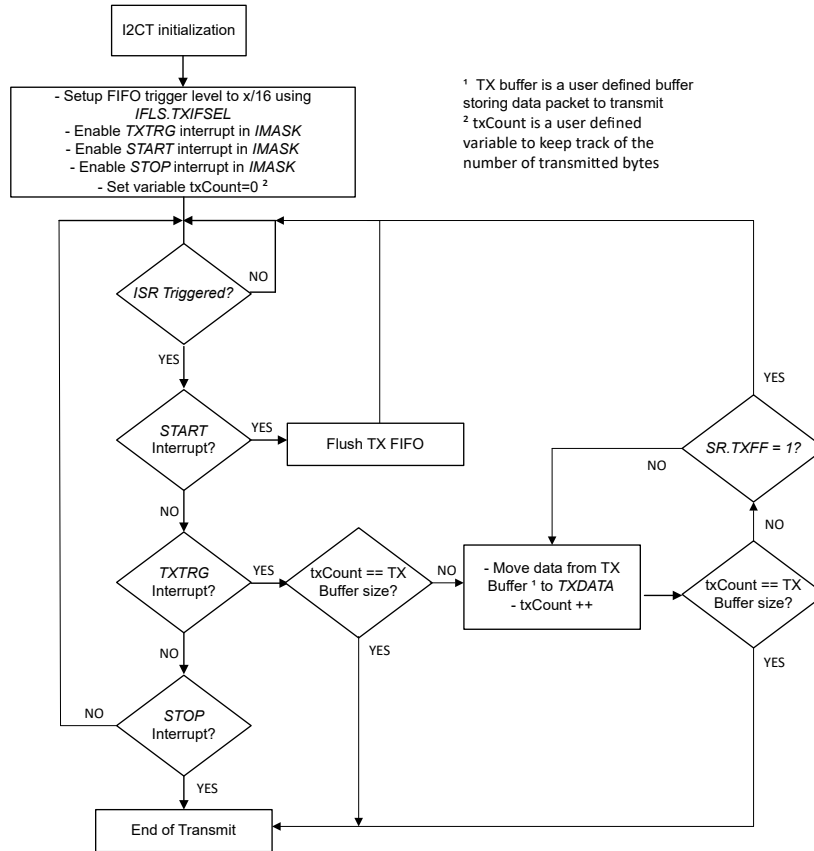 I2CT initialization
- Setup FIFO trigger level to x/16 using
IFLS.TXIFSEL
- Enable TXTRG interrupt in IMASK
- Enable START interrupt in IMASK
- Enable STOP interrupt in IMASK
- Set variable txCount=0 ²
¹ TX buffer is a user defined buffer
storing data packet to transmit
² txCount is a user defined
variable to keep track of the
number of transmitted bytes
ISR Triggered?
NO
YES
START
Interrupt?
YES
Flush TX FIFO
NO
SR.TXFF = 1?
YES
NO
TXTRG
Interrupt?
YES
txCount == TX
Buffer size?
NO
- Move data from TX
Buffer ¹ to TXDATA
- txCount ++
txCount == TX
Buffer size?
NO
YES
YES
NO
STOP
Interrupt?
NO
YES
End of Transmit